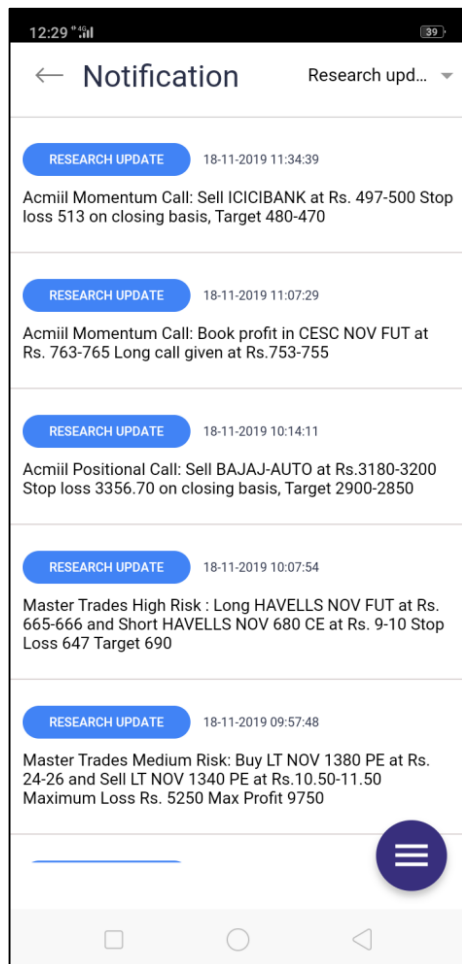 12:29 4G 39
Notification Research upd...
RESEARCH UPDATE 18-11-2019 11:34:39
Acmiil Momentum Call: Sell ICICIBANK at Rs. 497-500 Stop
loss 513 on closing basis, Target 480-470
RESEARCH UPDATE 18-11-2019 11:07:29
Acmiil Momentum Call: Book profit in CESC NOV FUT at
Rs. 763-765 Long call given at Rs.753-755
RESEARCH UPDATE 18-11-2019 10:14:11
Acmiil Positional Call: Sell BAJAJ-AUTO at Rs.3180-3200
Stop loss 3356.70 on closing basis, Target 2900-2850
RESEARCH UPDATE 18-11-2019 10:07:54
Master Trades High Risk : Long HAVELLS NOV FUT at Rs.
665-666 and Short HAVELLS NOV 680 CE at Rs. 9-10 Stop
Loss 647 Target 690
RESEARCH UPDATE 18-11-2019 09:57:48
Master Trades Medium Risk: Buy LT NOV 1380 PE at Rs.
24-26 and Sell LT NOV 1340 PE at Rs.10.50-11.50
Maximum Loss Rs. 5250 Max Profit 9750